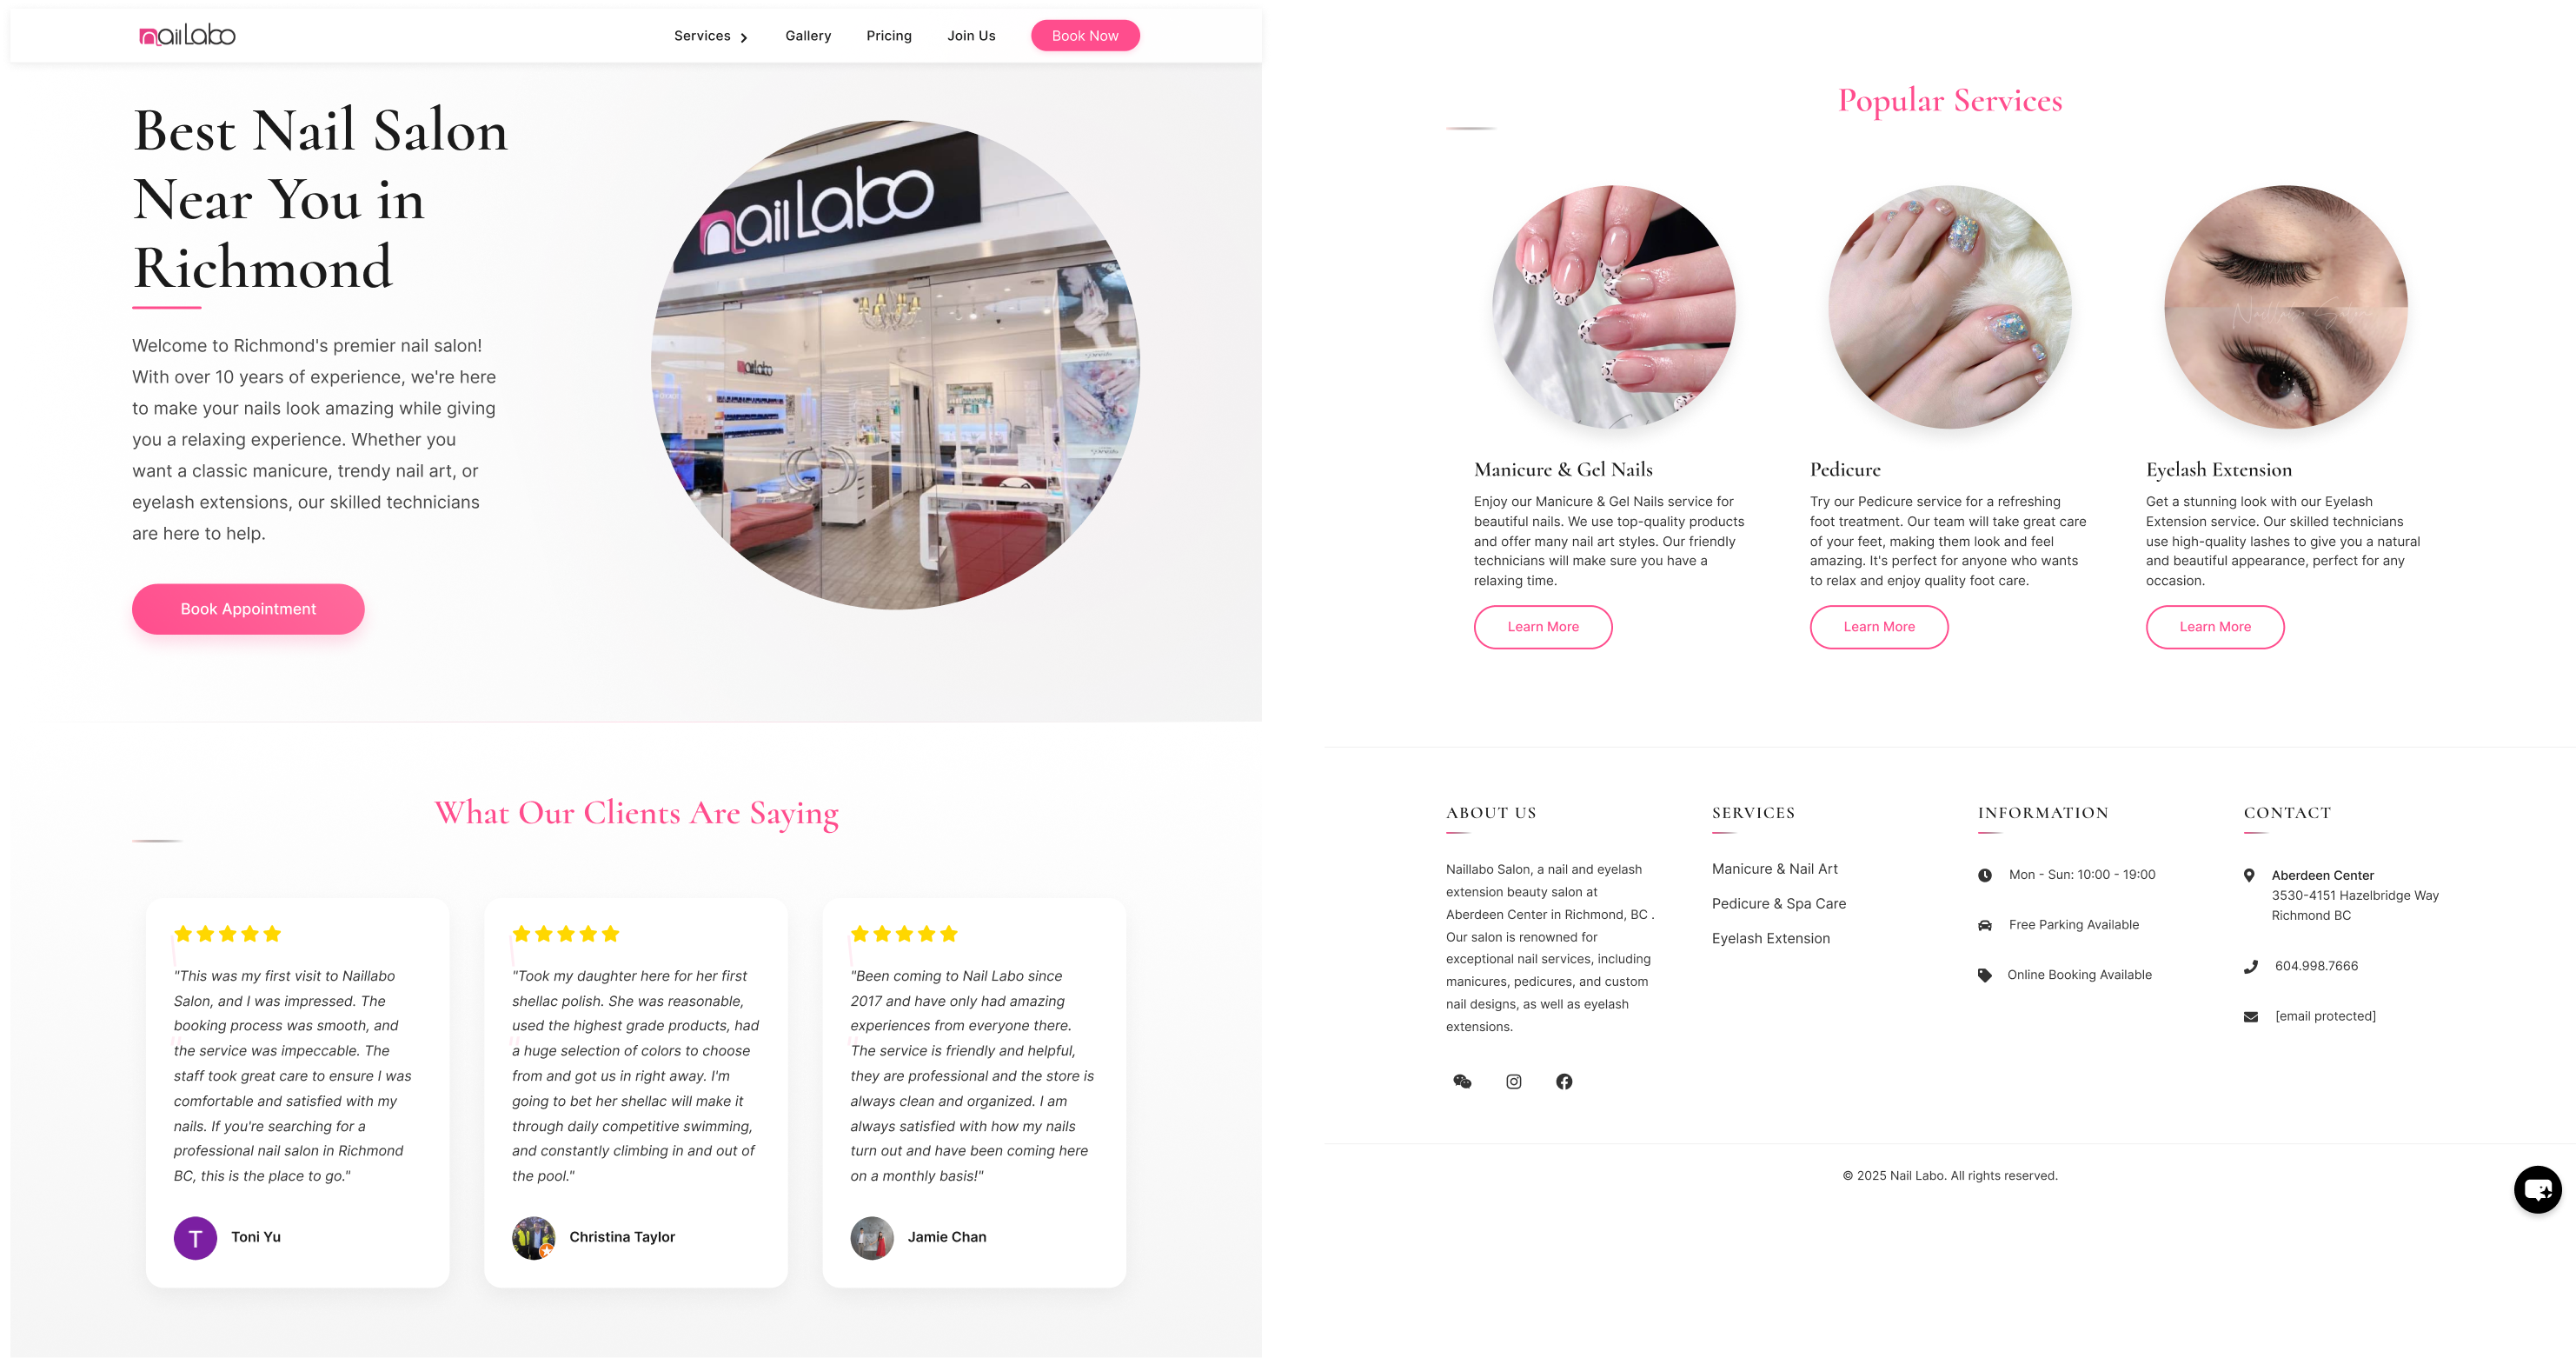 nailLabo
Services
Gallery
Pricing
Join Us
Book Now
Best Nail Salon
Near You in
Richmond
Welcome to Richmond's premier nail salon!
With over 10 years of experience, we're here
to make your nails look amazing while giving
you a relaxing experience. Whether you
want a classic manicure, trendy nail art, or
eyelash extensions, our skilled technicians
are here to help.
Book Appointment
nailLabo
nailLabo
What Our Clients Are Saying
"This was my first visit to Naillabo
Salon, and I was impressed. The
booking process was smooth, and
the service was impeccable. The
staff took great care to ensure I was
comfortable and satisfied with my
nails. If you're searching for a
professional nail salon in Richmond
BC, this is the place to go."
T
Toni Yu
"Took my daughter here for her first
shellac polish. She was reasonable,
used the highest grade products, had
a huge selection of colors to choose
from and got us in right away. I'm
going to bet her shellac will make it
through daily competitive swimming,
and constantly climbing in and out of
the pool."
Christina Taylor
"Been coming to Nail Labo since
2017 and have only had amazing
experiences from everyone there.
The service is friendly and helpful,
they are professional and the store is
always clean and organized. I am
always satisfied with how my nails
turn out and have been coming here
on a monthly basis!"
Jamie Chan
Popular Services
Manicure & Gel Nails
Enjoy our Manicure & Gel Nails service for
beautiful nails. We use top-quality products
and offer many nail art styles. Our friendly
technicians will make sure you have a
relaxing time.
Learn More
Pedicure
Try our Pedicure service for a refreshing
foot treatment. Our team will take great care
of your feet, making them look and feel
amazing. It's perfect for anyone who wants
to relax and enjoy quality foot care.
Learn More
Naillabo Salon
Eyelash Extension
Get a stunning look with our Eyelash
Extension service. Our skilled technicians
use high-quality lashes to give you a natural
and beautiful appearance, perfect for any
occasion.
Learn More
ABOUT US
Naillabo Salon, a nail and eyelash
extension beauty salon at
Aberdeen Center in Richmond, BC .
Our salon is renowned for
exceptional nail services, including
manicures, pedicures, and custom
nail designs, as well as eyelash
extensions.
SERVICES
Manicure & Nail Art
Pedicure & Spa Care
Eyelash Extension
INFORMATION
Mon - Sun: 10:00 - 19:00
Free Parking Available
Online Booking Available
CONTACT
Aberdeen Center
3530-4151 Hazelbridge Way
Richmond BC
604.998.7666
[email protected]
© 2025 Nail Labo. All rights reserved.